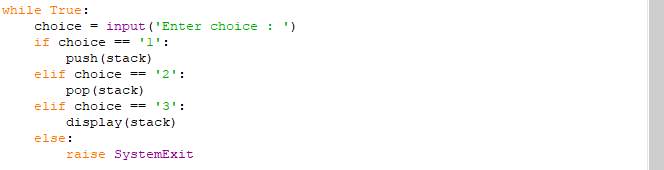 while True:
    choice = input('Enter choice : ')
    if choice == '1':
        push(stack)
    elif choice == '2':
        pop(stack)
    elif choice == '3':
        display(stack)
    else:
        raise SystemExit